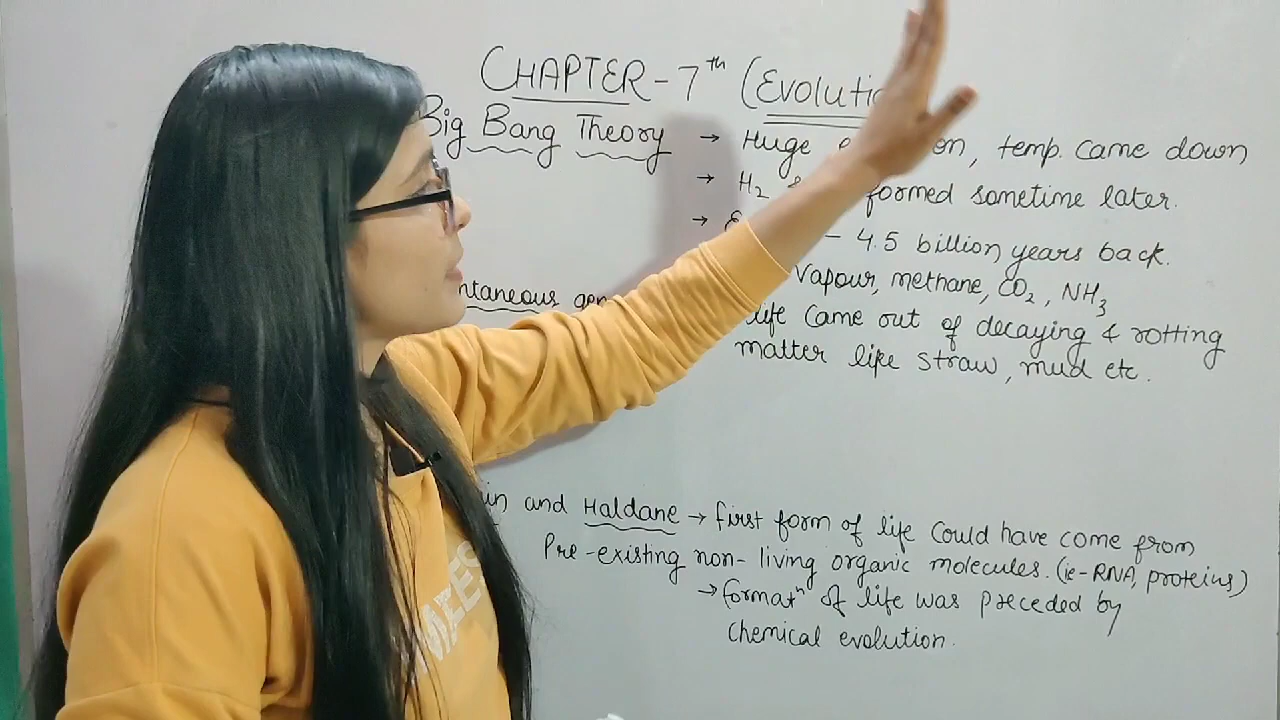 CHAPTER - 7th (Evoluti
Big Bang Theory → Huge on, temp. came down
→ H2 & formed sometime later.
→ E - 4.5 billion years back.
Vapour, methane, CO2, NH3
ntaneous gen life came out of decaying & rotting
matter like straw, mud etc.
in and Haldane → first form of life could have come from
Pre-existing non-living organic molecules. (ie-RNA, proteins)
→ formatn of life was preceded by
chemical evolution.